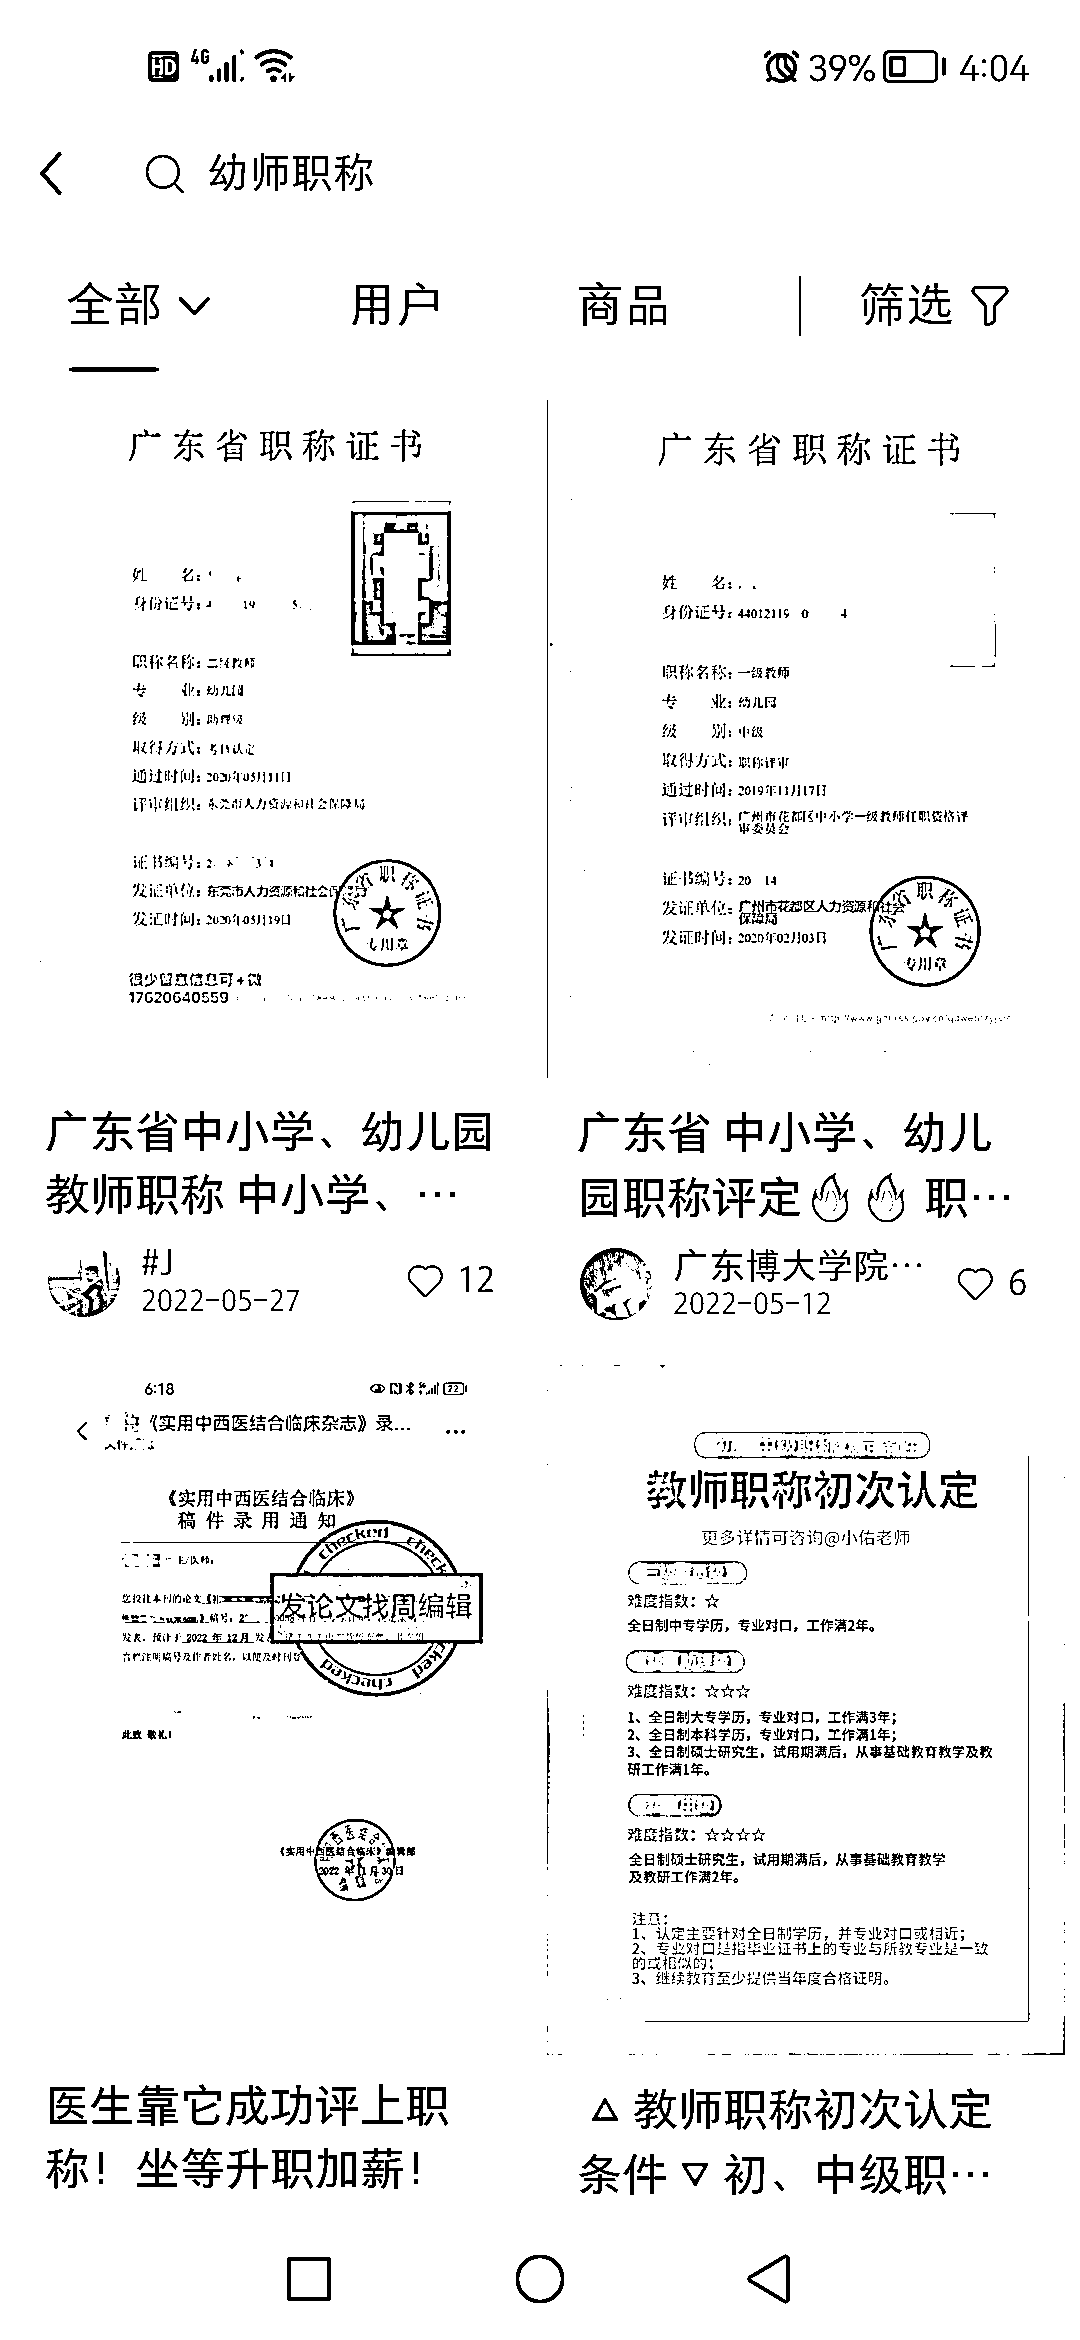 HD 4G 39% 4:04
幼师职称
全部 用户 商品 筛选
广东省职称证书
姓 名:
身份证号: 19
职称名称: 二级教师
专 业: 幼儿园
级 别: 助理级
取得方式: 考核认定
通过时间: 2020年05月11日
评审组织: 东莞市人力资源和社会保障局
证书编号:
发证单位: 东莞市人力资源和社会保障局
发证时间: 2020年05月19日
广东省职称证书
专用章
很少留意信息可+微
17620640559
广东省中小学、幼儿园
教师职称 中小学、…
#J
2022-05-27
12
广东省职称证书
姓 名:
身份证号: 44012119 0 4
职称名称: 一级教师
专 业: 幼儿园
级 别: 中级
取得方式: 职称评审
通过时间: 2019年11月17日
评审组织: 广州市花都区中小学一级教师任职资格评
审委员会
证书编号: 20 14
发证单位: 广州市花都区人力资源和社会
保障局
发证时间: 2020年02月03日
广东省职称证书
专用章
广东省 中小学、幼儿
园职称评定🔥🔥 职…
广东博大学院…
2022-05-12
6
6:18 22
《实用中西医结合临床杂志》录...
《实用中西医结合临床》
稿件录用通知
checked checked
发论文找周编辑
checked
此致 敬礼!
《实用中西医结合临床》编辑部
2022年11月30日
医生靠它成功评上职
称！坐等升职加薪！
教师职称初次认定
更多详情可咨询@小佑老师
难度指数：☆
全日制中专学历，专业对口，工作满2年。
难度指数：☆☆☆
1、全日制大专学历，专业对口，工作满3年；
2、全日制本科学历，专业对口，工作满1年；
3、全日制硕士研究生，试用期满后，从事基础教育教学及教
研工作满1年。
难度指数：☆☆☆☆
全日制硕士研究生，试用期满后，从事基础教育教学
及教研工作满2年。
注意：
1、认定主要针对全日制学历，并专业对口或相近；
2、专业对口是指毕业证书上的专业与所教专业是一致
的或相似的；
3、继续教育至少提供当年度合格证明。
△ 教师职称初次认定
条件 ▽ 初、中级职…